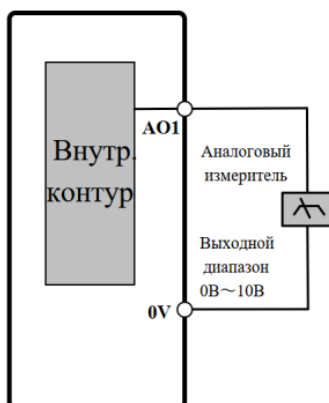 AO1
Внутр.
контур
Аналоговый
измеритель
Выходной
диапазон
0В～10В
0V